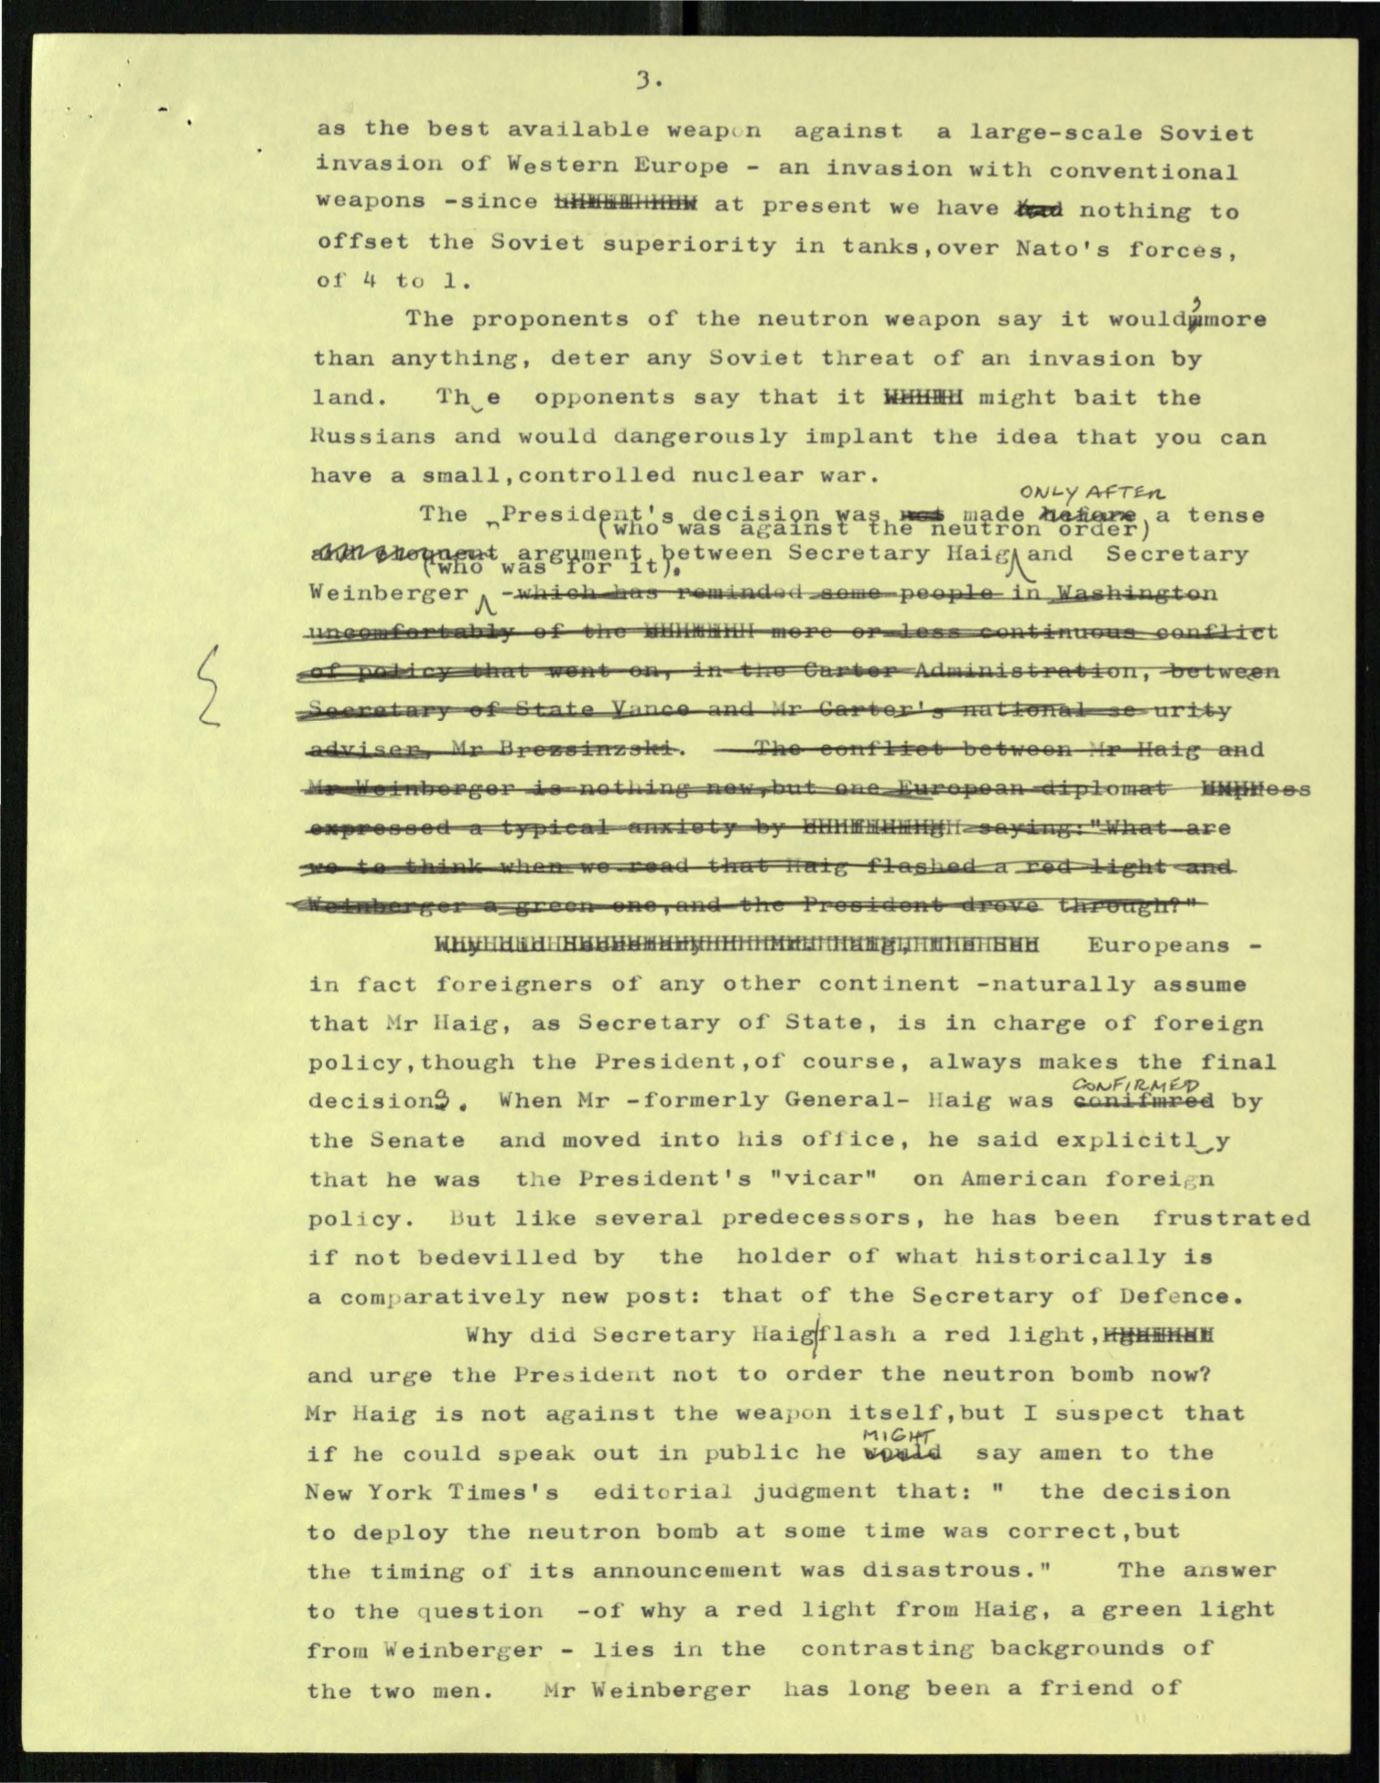 3.
as the best available weapon against a large-scale Soviet
invasion of Western Europe - an invasion with conventional
weapons -since at present we have nothing to
offset the Soviet superiority in tanks,over Nato's forces,
of 4 to 1.
The proponents of the neutron weapon say it would, more
than anything, deter any Soviet threat of an invasion by
land. The opponents say that it might bait the
Russians and would dangerously implant the idea that you can
have a small,controlled nuclear war.
ONLY AFTER
The President's decision was not made before a tense
(who was against the neutron order)
and eloquent argument between Secretary Haig and Secretary
(who was for it).
Weinberger -which has reminded some people in Washington
uncomfortably of the more or less continuous conflict
of policy that went on, in the Carter Administration, between
Secretary of State Vance and Mr Carter's national se urity
adviser, Mr Brezsinzski. The conflict between Mr Haig and
Mr Weinberger is nothing new,but one European diplomat
expressed a typical anxiety by saying:"What are
we to think when we read that Haig flashed a red light and
Weinberger a green one,and the President drove through?"
Europeans -
in fact foreigners of any other continent -naturally assume
that Mr Haig, as Secretary of State, is in charge of foreign
policy,though the President,of course, always makes the final
CONFIRMED
decisions. When Mr -formerly General- Haig was conifmred by
the Senate and moved into his office, he said explicitly
that he was the President's "vicar" on American foreign
policy. But like several predecessors, he has been frustrated
if not bedevilled by the holder of what historically is
a comparatively new post: that of the Secretary of Defence.
Why did Secretary Haig flash a red light,
and urge the President not to order the neutron bomb now?
Mr Haig is not against the weapon itself,but I suspect that
MIGHT
if he could speak out in public he would say amen to the
New York Times's editorial judgment that: " the decision
to deploy the neutron bomb at some time was correct,but
the timing of its announcement was disastrous." The answer
to the question -of why a red light from Haig, a green light
from Weinberger - lies in the contrasting backgrounds of
the two men. Mr Weinberger has long been a friend of